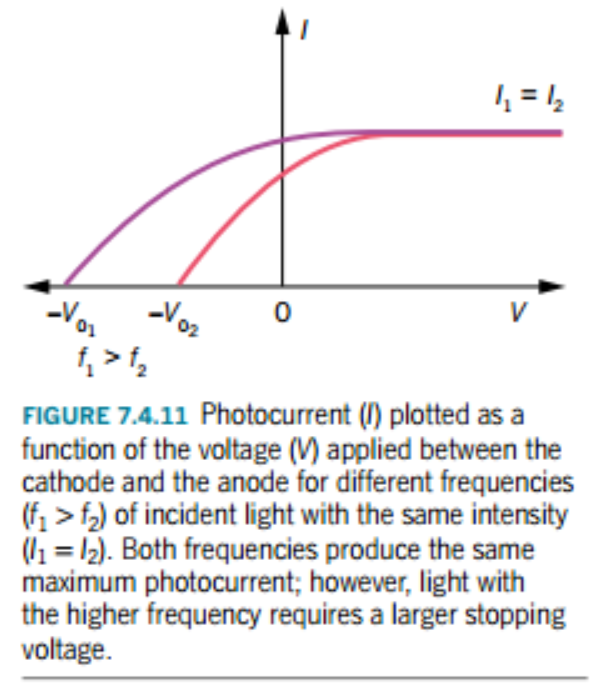 I
I₁ = I₂
–V₀₁ –V₀₂ 0 V
f₁ > f₂
FIGURE 7.4.11 Photocurrent (I) plotted as a
function of the voltage (V) applied between the
cathode and the anode for different frequencies
(f₁ > f₂) of incident light with the same intensity
(I₁ = I₂). Both frequencies produce the same
maximum photocurrent; however, light with
the higher frequency requires a larger stopping
voltage.